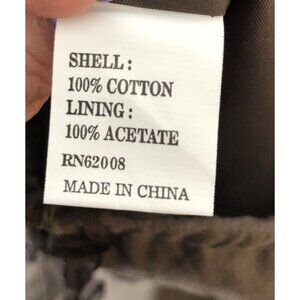 SHELL:
100% COTTON
LINING:
100% ACETATE
RN62008
MADE IN CHINA